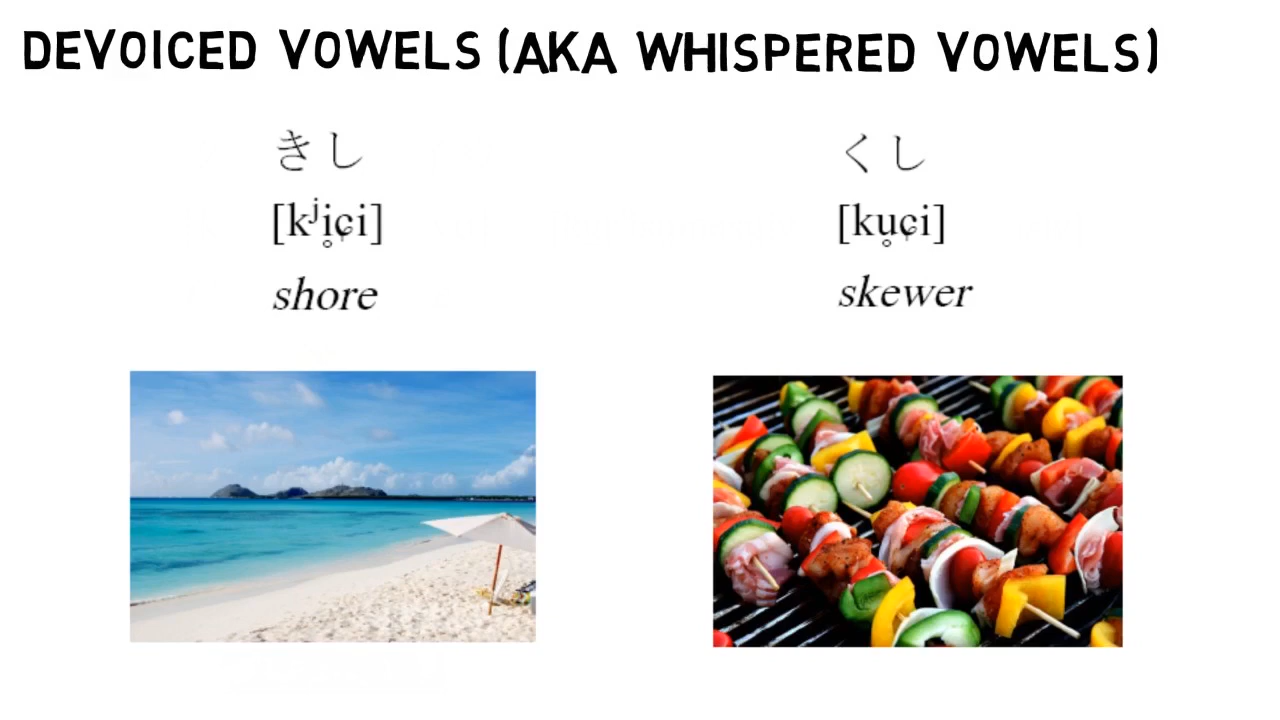 DEVOICED VOWELS (AKA WHISPERED VOWELS)
きし
[kʲi̥ɕi]
shore
くし
[ku̥ɕi]
skewer